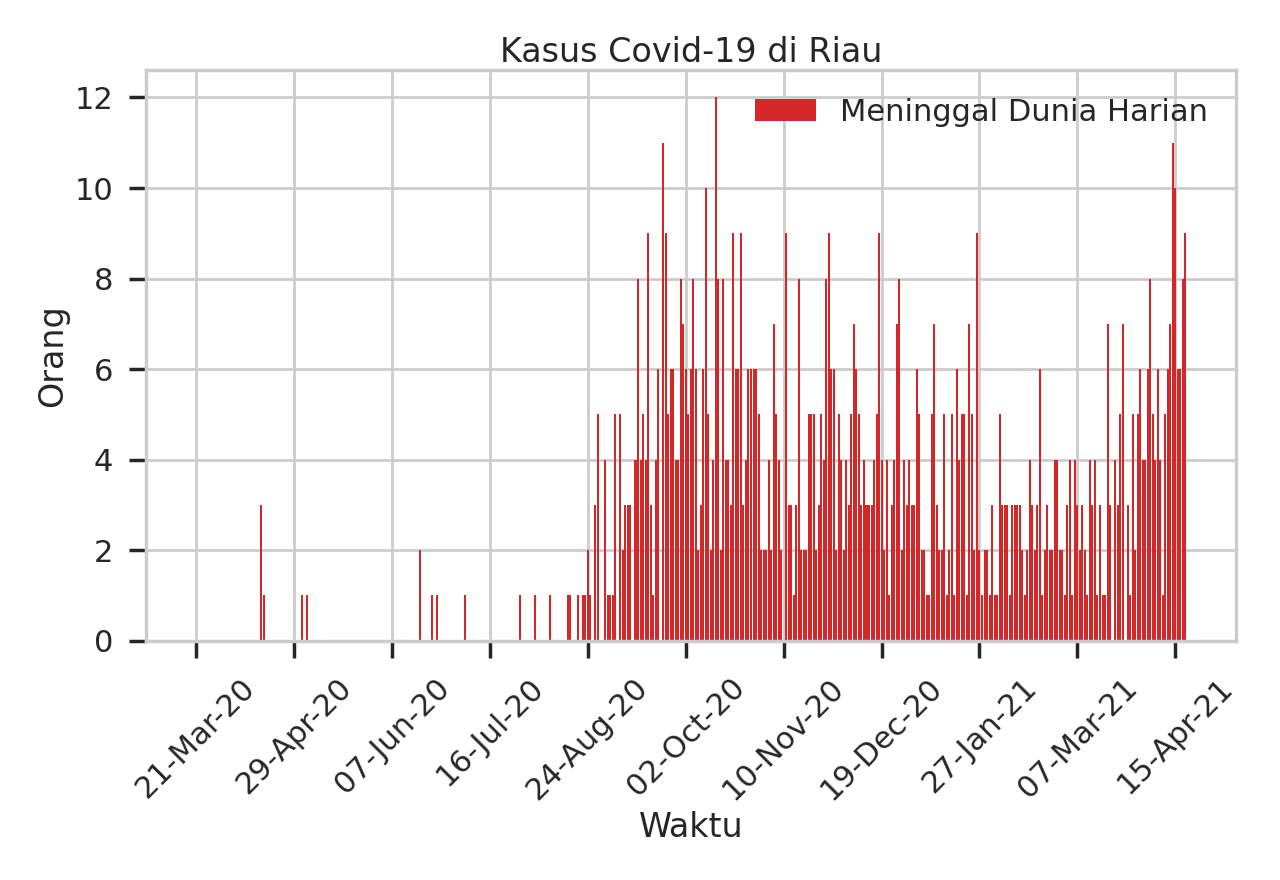 Kasus Covid-19 di Riau
Meninggal Dunia Harian
12
10
8
6
4
2
0
Orang
21-Mar-20
29-Apr-20
07-Jun-20
16-Jul-20
24-Aug-20
02-Oct-20
10-Nov-20
19-Dec-20
27-Jan-21
07-Mar-21
15-Apr-21
Waktu